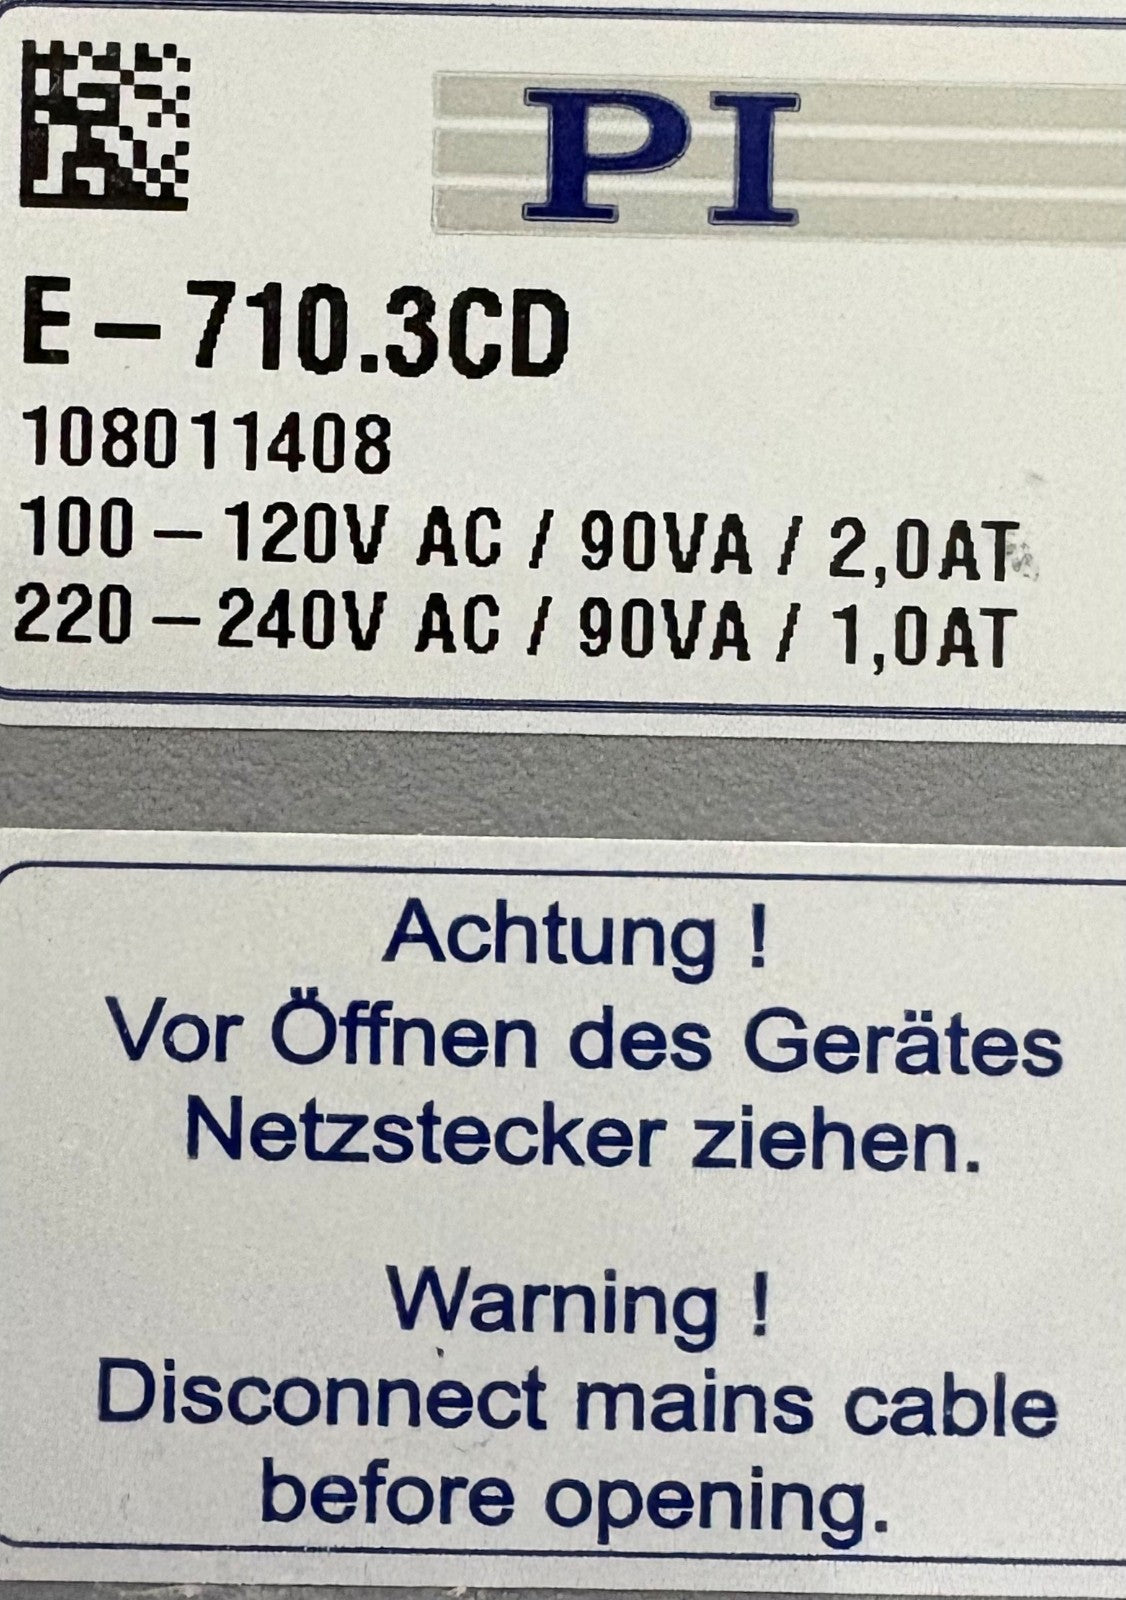 PI
E-710.3CD
108011408
100-120V AC / 90VA / 2,0AT
220-240V AC / 90VA / 1,0AT
Achtung !
Vor Öffnen des Gerätes
Netzstecker ziehen.
Warning !
Disconnect mains cable
before opening.